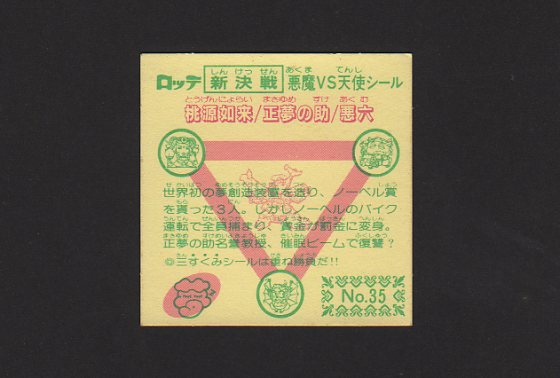 ロッテ 新決戦 悪魔VS天使シール
桃源如来/正夢の助/悪六
世界初の夢創造装置を造り、ノーベル賞
を貰った3人。しかしノーヘルのバイク
運転で全員捕まり、賞金が罰金に変身。
正夢の助名誉教授、催眠ビームで復讐?
◎三すくみシールは重ね勝負だ!!
No.35